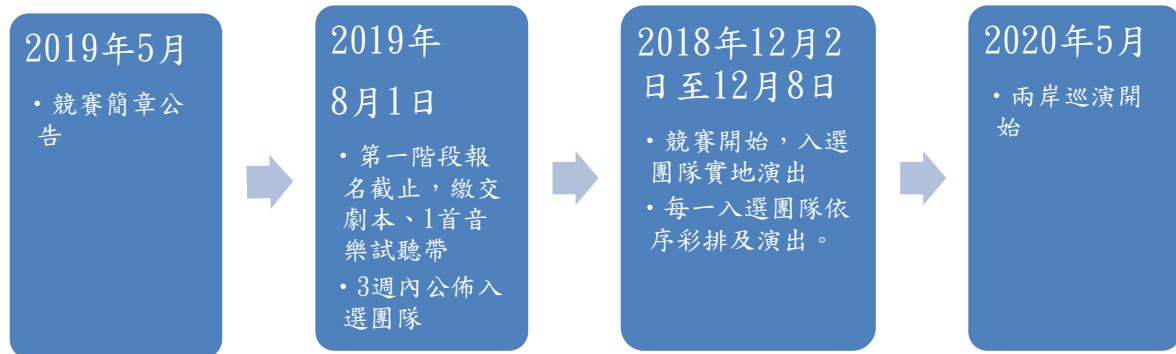 2019年5月
・競賽簡章公
告
2019年
8月1日
・第一階段報
名截止，繳交
劇本、1首音
樂試聽帶
・3週內公佈入
選團隊
2018年12月2
日至12月8日
・競賽開始，入選
團隊實地演出
・每一入選團隊依
序彩排及演出。
2020年5月
・兩岸巡演開
始